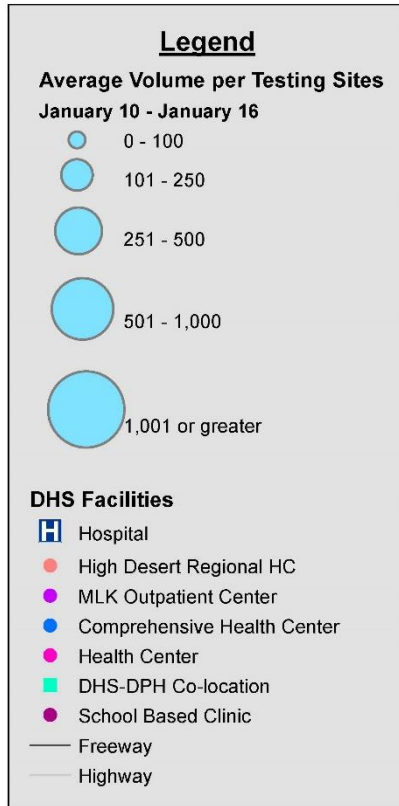 Legend
Average Volume per Testing Sites
January 10 - January 16
0 - 100
101 - 250
251 - 500
501 - 1,000
1,001 or greater
DHS Facilities
H Hospital
High Desert Regional HC
MLK Outpatient Center
Comprehensive Health Center
Health Center
DHS-DPH Co-location
School Based Clinic
Freeway
Highway